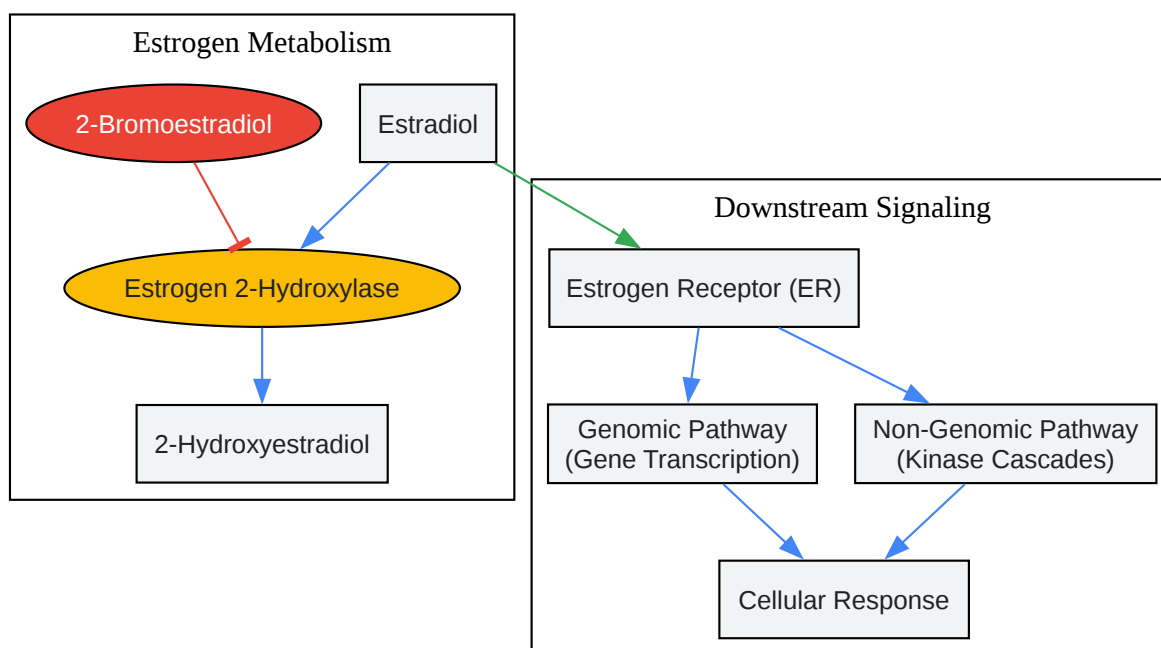 Estrogen Metabolism
2-Bromoestradiol
Estradiol
Downstream Signaling
Estrogen 2-Hydroxylase
Estrogen Receptor (ER)
2-Hydroxyestradiol
Genomic Pathway
(Gene Transcription)
Non-Genomic Pathway
(Kinase Cascades)
Cellular Response